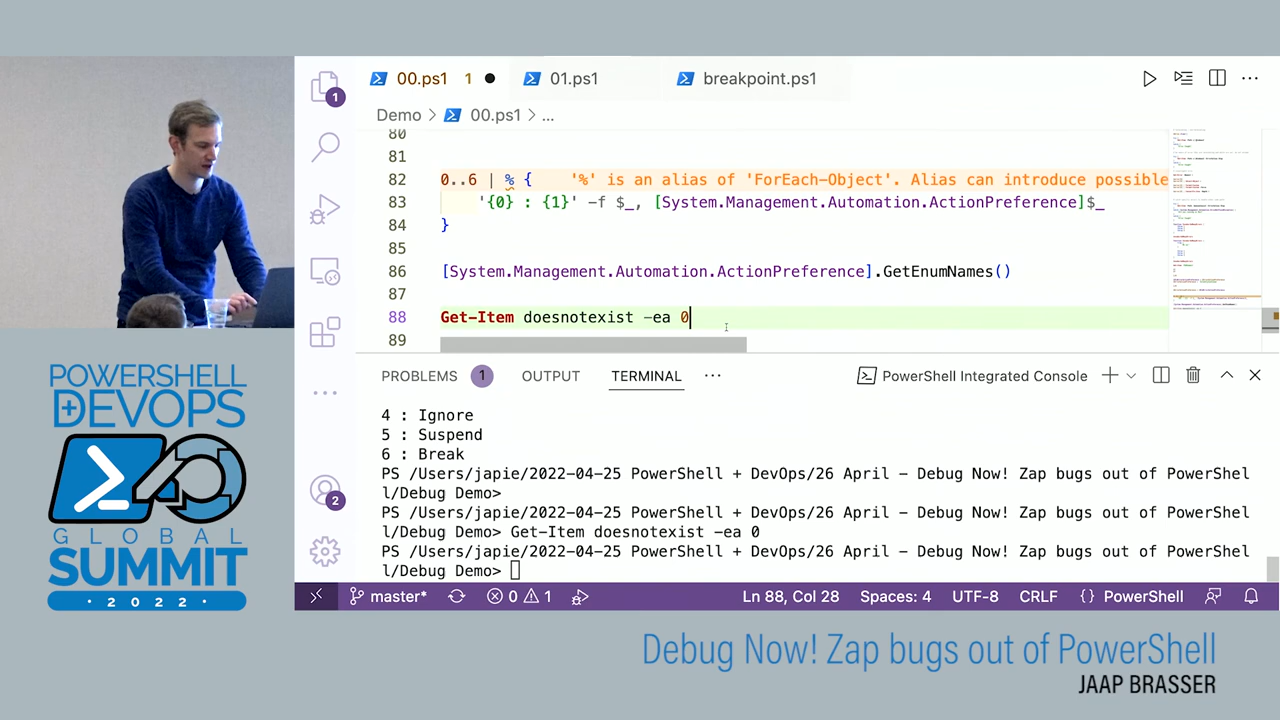 00.ps1 1
01.ps1
breakpoint.ps1
Demo > 00.ps1 > ...
80
81
82 0.. % { '%' is an alias of 'ForEach-Object'. Alias can introduce possible
83 {0} : {1}' -f $_, [System.Management.Automation.ActionPreference]$_
84 }
85
86 [System.Management.Automation.ActionPreference].GetEnumNames()
87
88 Get-Item doesnotexist -ea 0
89
PROBLEMS 1 OUTPUT TERMINAL ... PowerShell Integrated Console
4 : Ignore
5 : Suspend
6 : Break
PS /Users/japie/2022-04-25 PowerShell + DevOps/26 April - Debug Now! Zap bugs out of PowerShel
l/Debug Demo>
PS /Users/japie/2022-04-25 PowerShell + DevOps/26 April - Debug Now! Zap bugs out of PowerShel
l/Debug Demo> Get-Item doesnotexist -ea 0
PS /Users/japie/2022-04-25 PowerShell + DevOps/26 April - Debug Now! Zap bugs out of PowerShel
l/Debug Demo>
1
2
master* 0 1 Ln 88, Col 28 Spaces: 4 UTF-8 CRLF {} PowerShell
POWERSHELL
+ DEVOPS
GLOBAL
SUMMIT
· 2022 ·
Debug Now! Zap bugs out of PowerShell
JAAP BRASSER